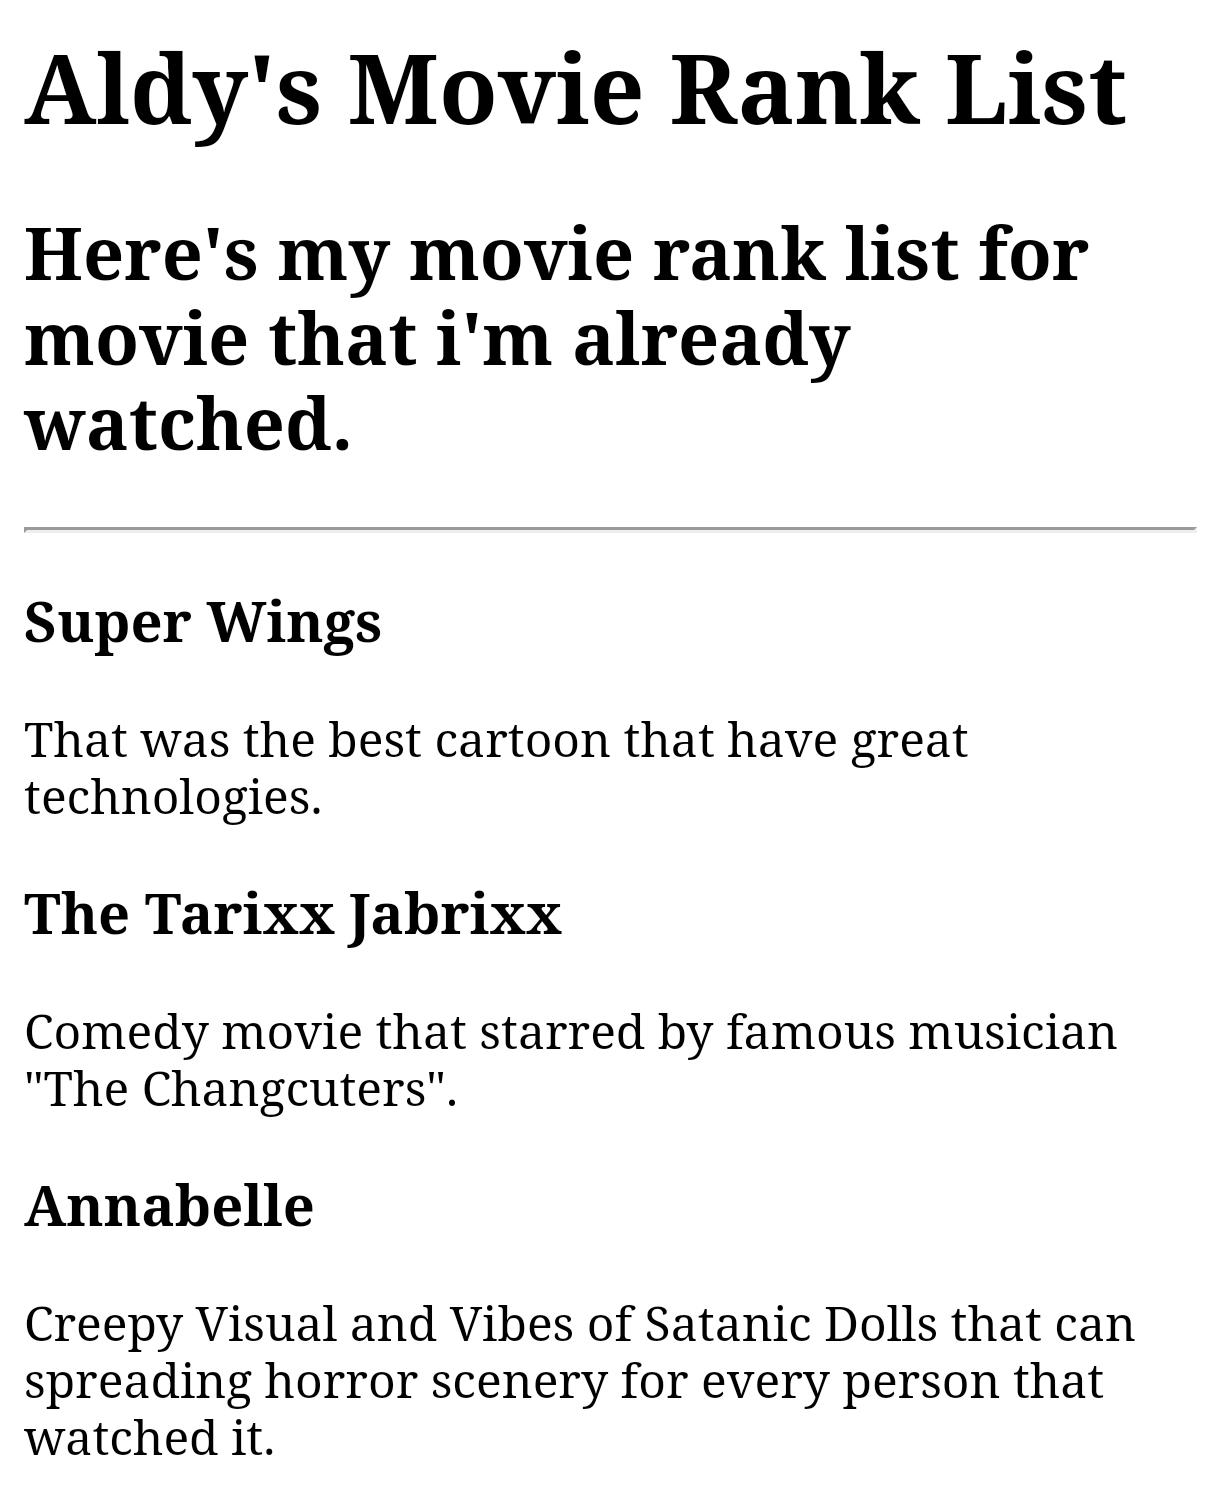 Aldy's Movie Rank List
Here's my movie rank list for
movie that i'm already
watched.
Super Wings
That was the best cartoon that have great
technologies.
The Tarixx Jabrixx
Comedy movie that starred by famous musician
"The Changcuters".
Annabelle
Creepy Visual and Vibes of Satanic Dolls that can
spreading horror scenery for every person that
watched it.